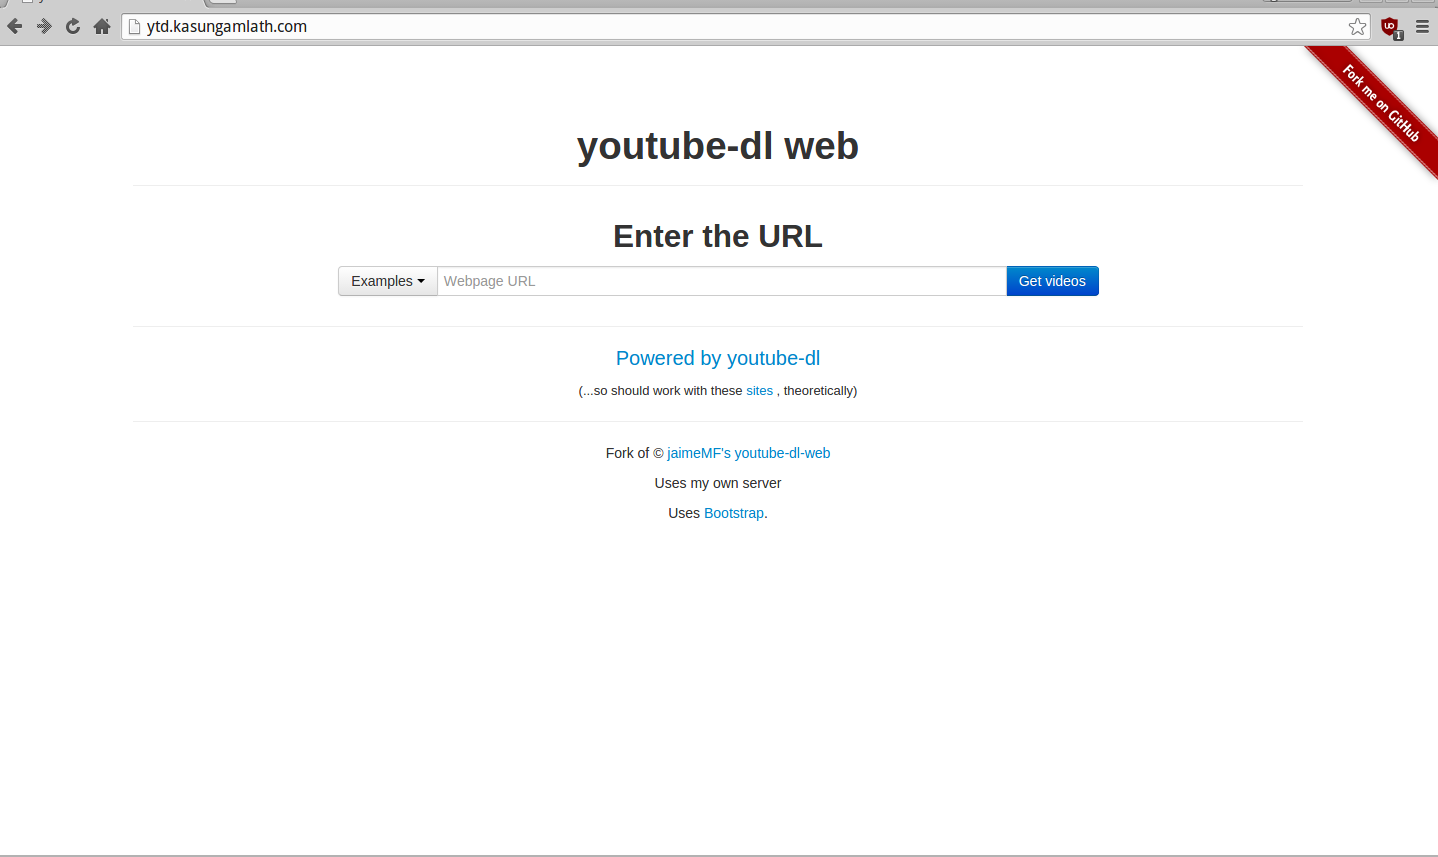 ytd.kasungamlath.com
1
Fork me on GitHub
youtube-dl web
Enter the URL
Examples Webpage URL Get videos
Powered by youtube-dl
(...so should work with these sites , theoretically)
Fork of © jaimeMF's youtube-dl-web
Uses my own server
Uses Bootstrap.